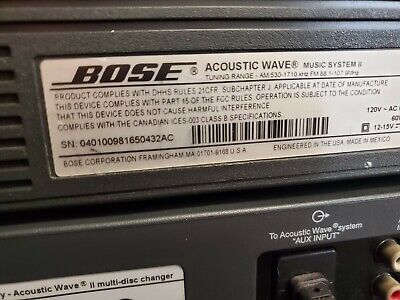 BOSE® ACOUSTIC WAVE® MUSIC SYSTEM II
TUNING RANGE - AM:530-1710 kHz FM:88.1-107.9MHz
PRODUCT COMPLIES WITH DHHS RULES 21CFR SUBCHAPTER J APPLICABLE AT DATE OF MANUFACTURE
THIS DEVICE COMPLIES WITH PART 15 OF THE FCC RULES. OPERATION IS SUBJECT TO THE CONDITION
THAT THIS DEVICE DOES NOT CAUSE HARMFUL INTERFERENCE
COMPLIES WITH THE CANADIAN ICES-003 CLASS B SPECIFICATIONS.
120V ~ AC
60
12-15V
SN: 040100981650432AC
BOSE CORPORATION FRAMINGHAM MA 01701-9168 U S A
ENGINEERED IN THE USA, MADE IN MEXICO
To Acoustic Wave® system
"AUX INPUT"
- Acoustic Wave® II multi-disc changer